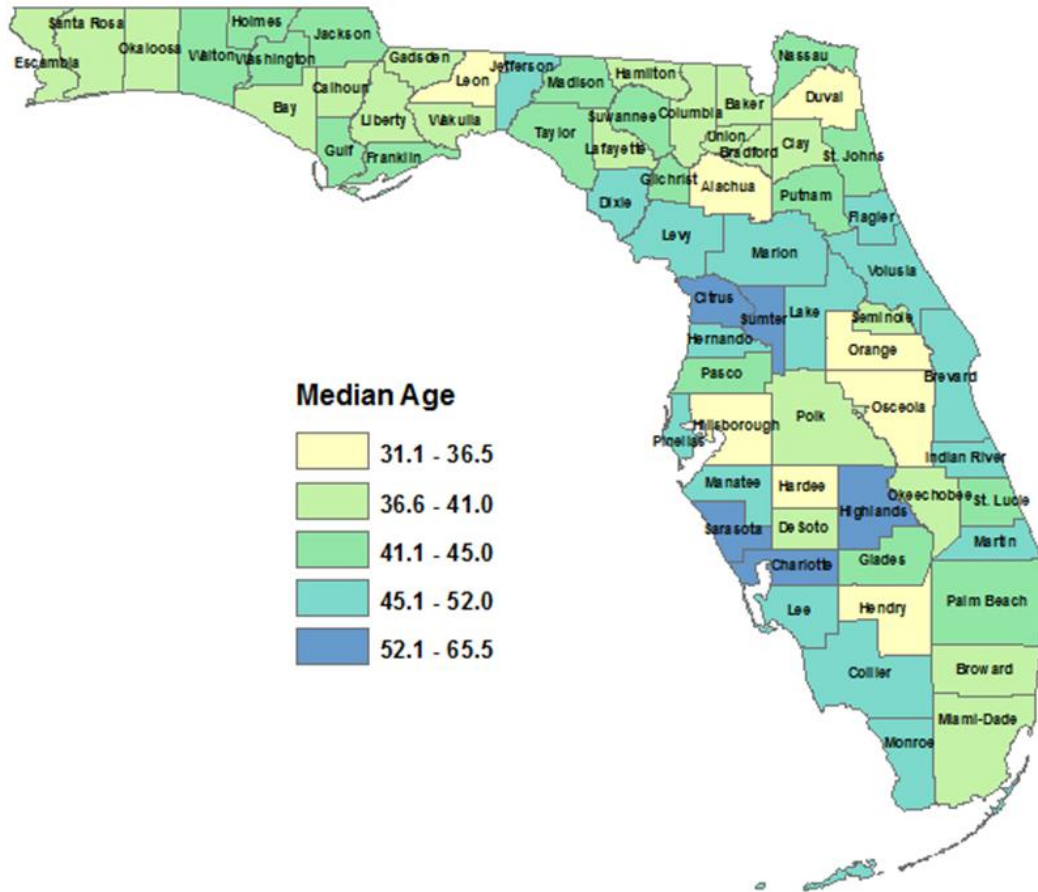 Santa Rosa
Escambia
Okaloosa
Walton
Holmes
Washington
Jackson
Bay
Calhoun
Gulf
Gadsden
Liberty
Franklin
Leon
Wakulla
Jefferson
Madison
Taylor
Hamilton
Suwannee
Lafayette
Columbia
Baker
Union
Bradford
Nassau
Duval
Clay
St. Johns
Dixie
Gilchrist
Alachua
Putnam
Flagler
Levy
Marion
Volusia
Citrus
Sumter
Lake
Seminole
Hernando
Orange
Pasco
Brevard
Osceola
Polk
Hillsborough
Pinellas
Indian River
Manatee
Hardee
Highlands
Okeechobee
St. Lucie
Sarasota
DeSoto
Martin
Charlotte
Glades
Lee
Hendry
Palm Beach
Collier
Broward
Monroe
Miami-Dade
Median Age
31.1 - 36.5
36.6 - 41.0
41.1 - 45.0
45.1 - 52.0
52.1 - 65.5